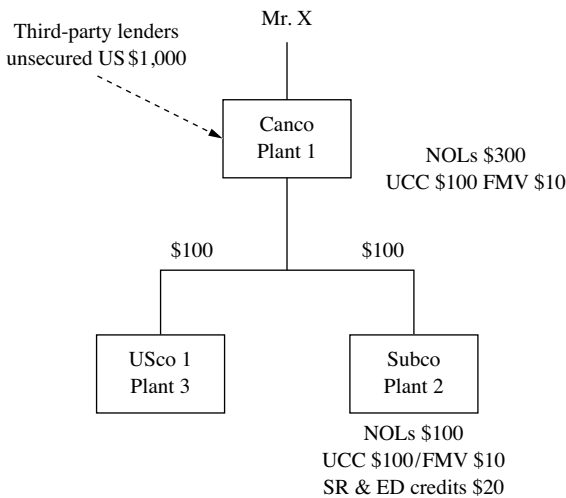 Mr. X
Third-party lenders
unsecured US $1,000
Canco
Plant 1
NOLs $300
UCC $100 FMV $10
$100
$100
USco 1
Plant 3
Subco
Plant 2
NOLs $100
UCC $100/FMV $10
SR & ED credits $20